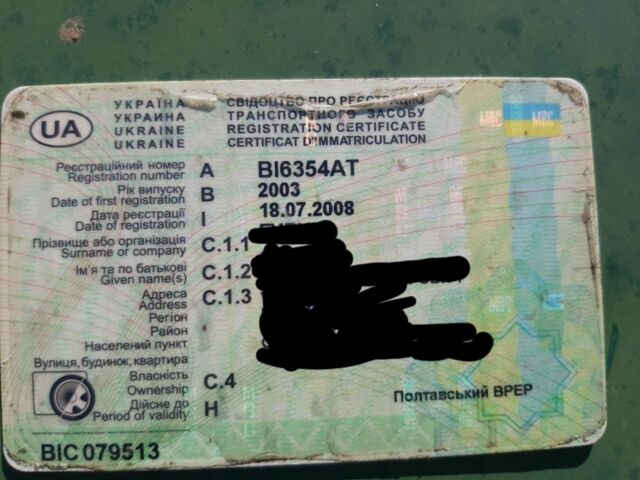 UA
УКРАЇНА
УКРАИНА
UKRAINE
UKRAINE
СВІДОЦТВО ПРО РЕЄСТРАЦІЮ
ТРАНСПОРТНОГО ЗАСОБУ
REGISTRATION CERTIFICATE
CERTIFICAT D'IMMATRICULATION
МВС МВС
Реєстраційний номер
Registration number A BI6354AT
Рік випуску
Date of first registration B 2003
Дата реєстрації
Date of registration I 18.07.2008
Прізвище або організація
Surname or company C.1.1
Ім'я та по батькові
Given name(s) C.1.2
Адреса
Address C.1.3
Регіон
Район
Населений пункт
Вулиця, будинок, квартира
Власність
Ownership C.4
Дійсне до
Period of validity H
Полтавський ВРЕР
BIC 079513